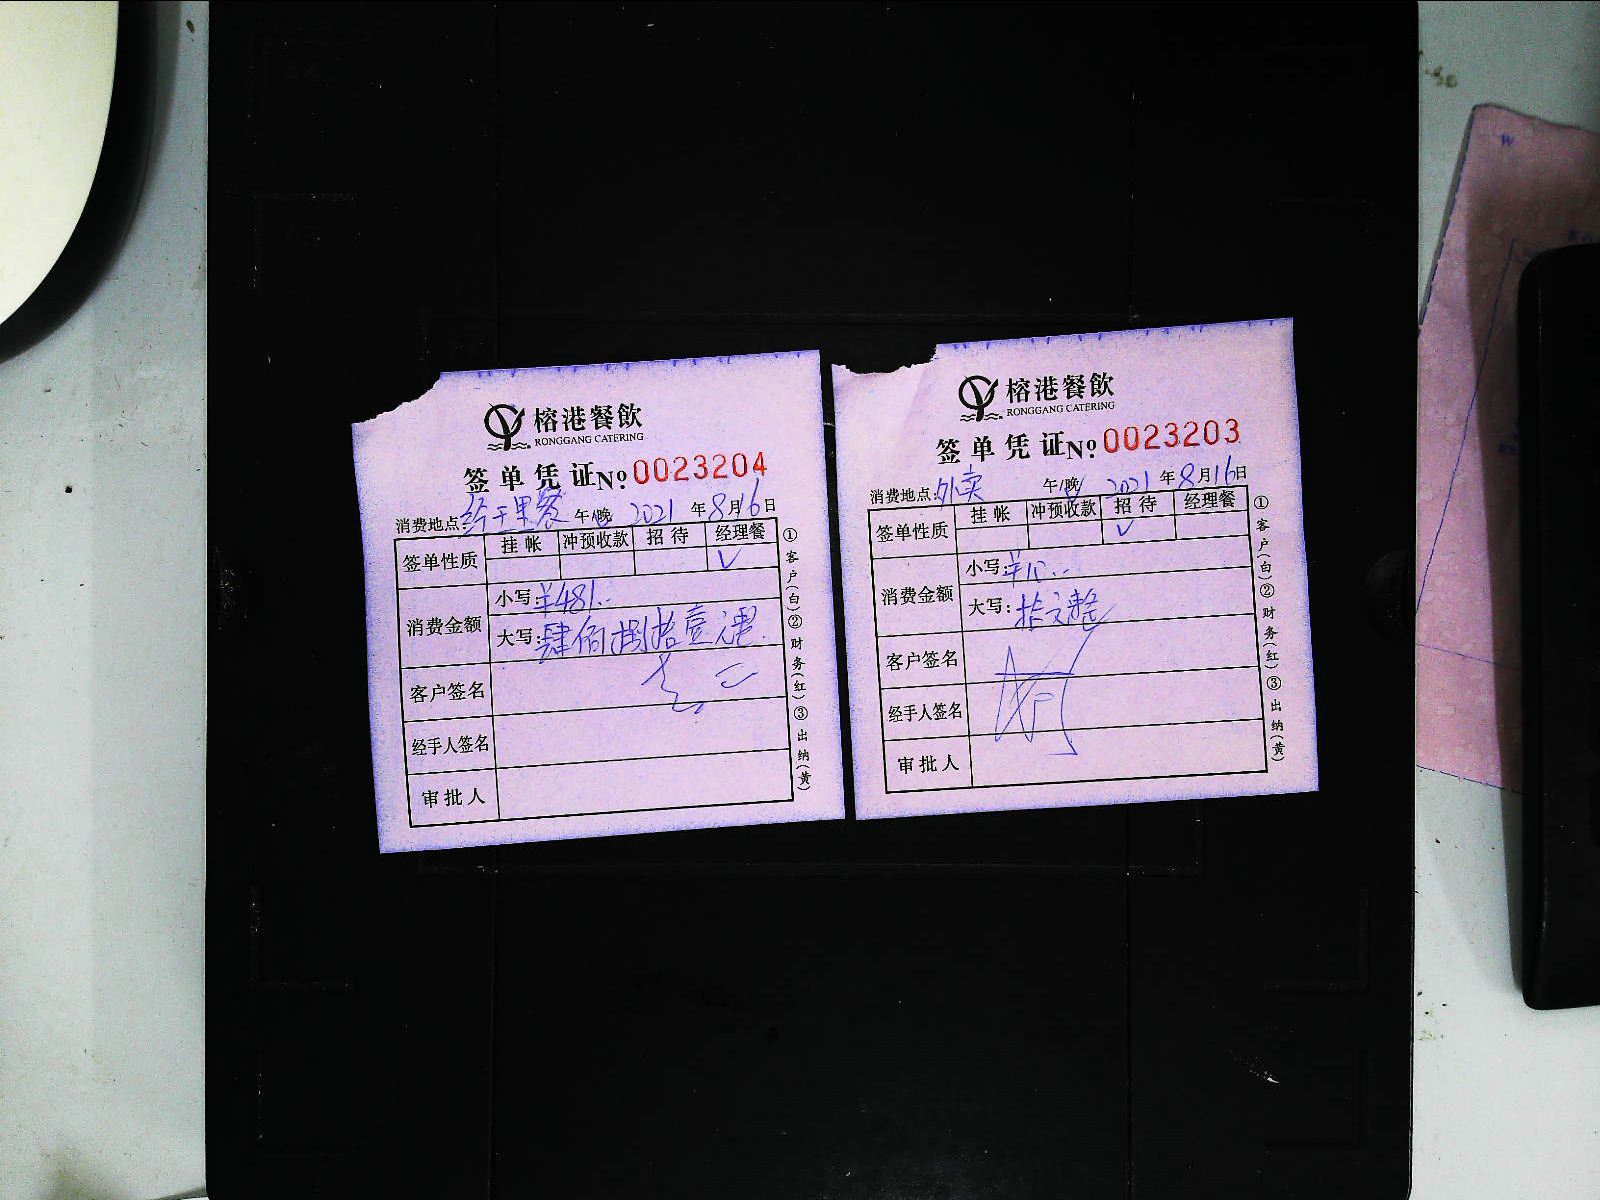 榕港餐飲
RONGGANG CATERING
签单凭证 No 0023204
消费地点: 经理餐 午/晚 2021 年 8 月 16 日
签单性质 挂帐 冲预收款 招待 经理餐
√
消费金额 小写: ¥481..
大写: 肆佰捌拾壹元整
客户签名
经手人签名
审批人
①客户(白)②财务(红)③出纳(黄)
榕港餐飲
RONGGANG CATERING
签单凭证 No 0023203
消费地点: 外卖 午/晚 2021 年 8 月 16 日
签单性质 挂帐 冲预收款 招待 经理餐
√
消费金额 小写: ¥10..
大写: 拾元整
客户签名
经手人签名
审批人
①客户(白)②财务(红)③出纳(黄)